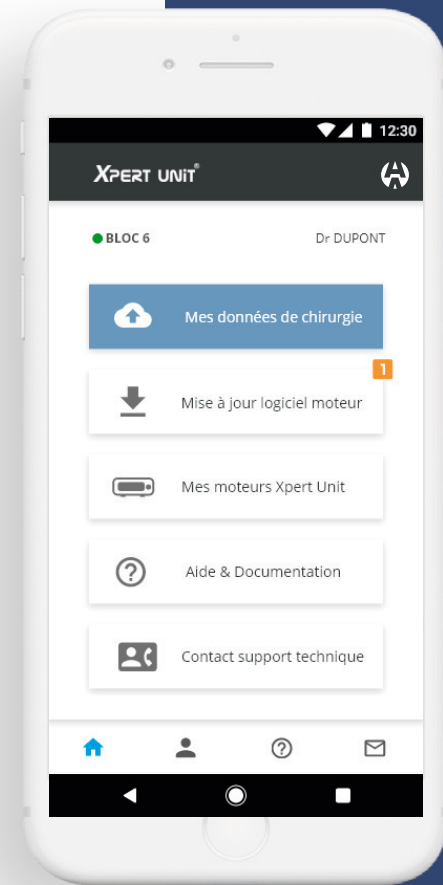 12:30
XPERT UNIT®
BLOC 6
Dr DUPONT
Mes données de chirurgie
1
Mise à jour logiciel moteur
Mes moteurs Xpert Unit
Aide & Documentation
Contact support technique